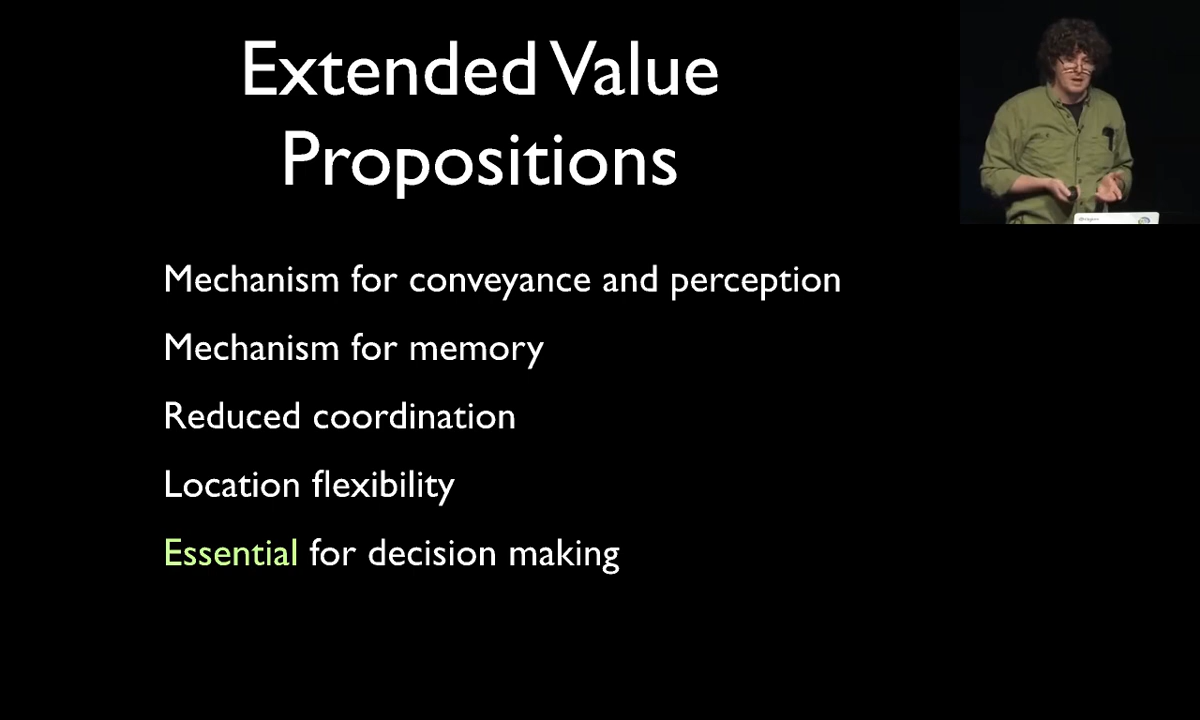 Extended Value
Propositions
Mechanism for conveyance and perception
Mechanism for memory
Reduced coordination
Location flexibility
Essential for decision making